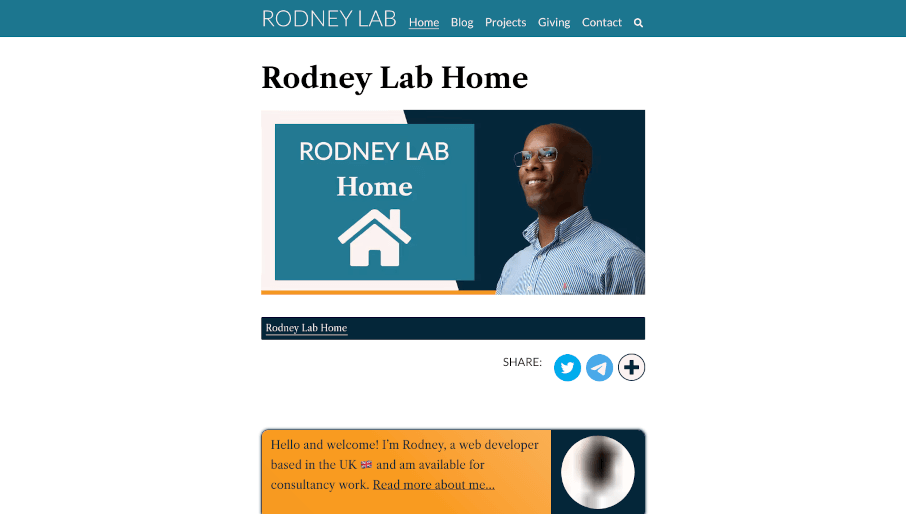 RODNEY LAB Home Blog Projects Giving Contact
Rodney Lab Home
RODNEY LAB
Home
Rodney Lab Home
SHARE:
Hello and welcome! I'm Rodney, a web developer
based in the UK 🇬🇧 and am available for
consultancy work. Read more about me...